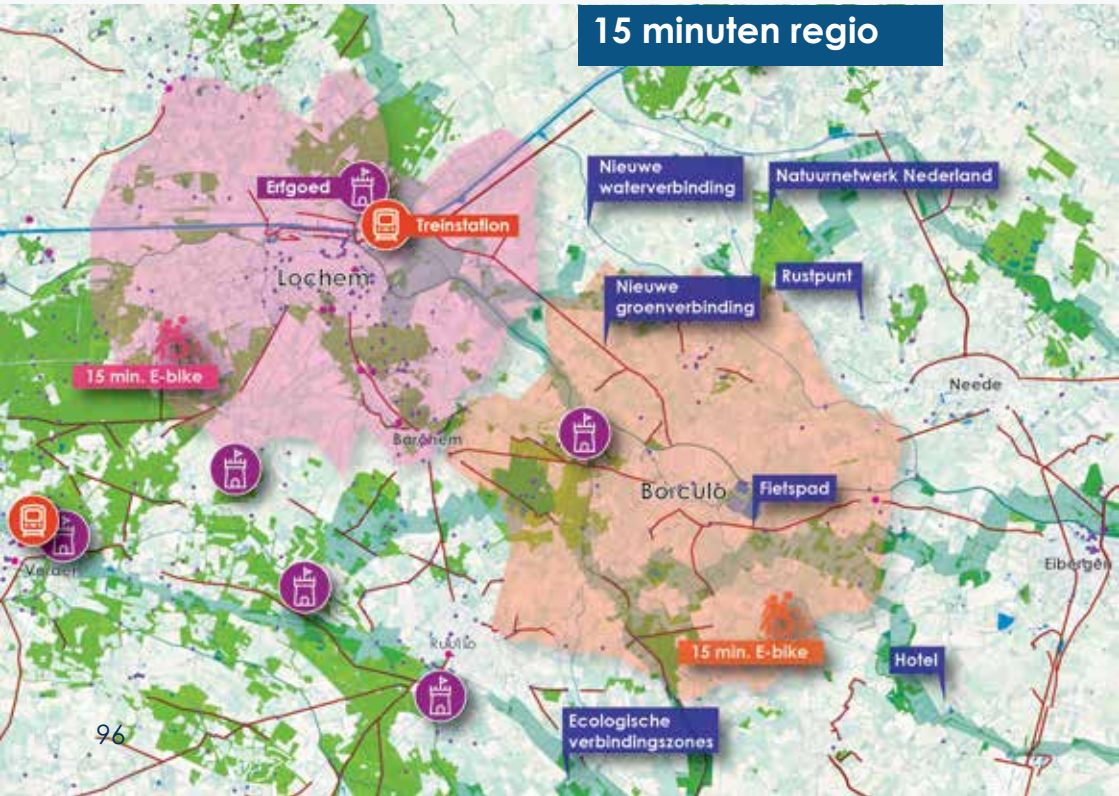 15 minuten regio
Nieuwe
waterverbinding
Natuurnetwerk Nederland
Erfgoed
Treinstation
Lochem
Rustpunt
Nieuwe
groenverbinding
15 min. E-bike
Neede
Barchem
Borculo
Fietspad
Eibergen
Ruurlo
15 min. E-bike
Hotel
Ecologische
verbindingszones
96